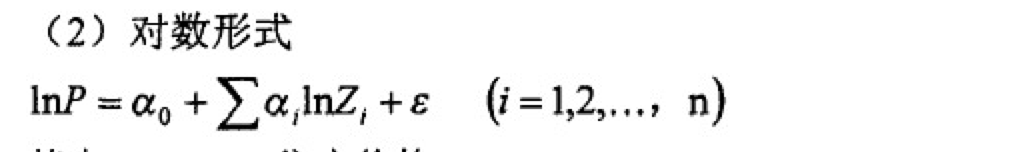 （2）对数形式
lnP = α₀ + ∑αᵢlnZᵢ + ε (i = 1,2,...，n)